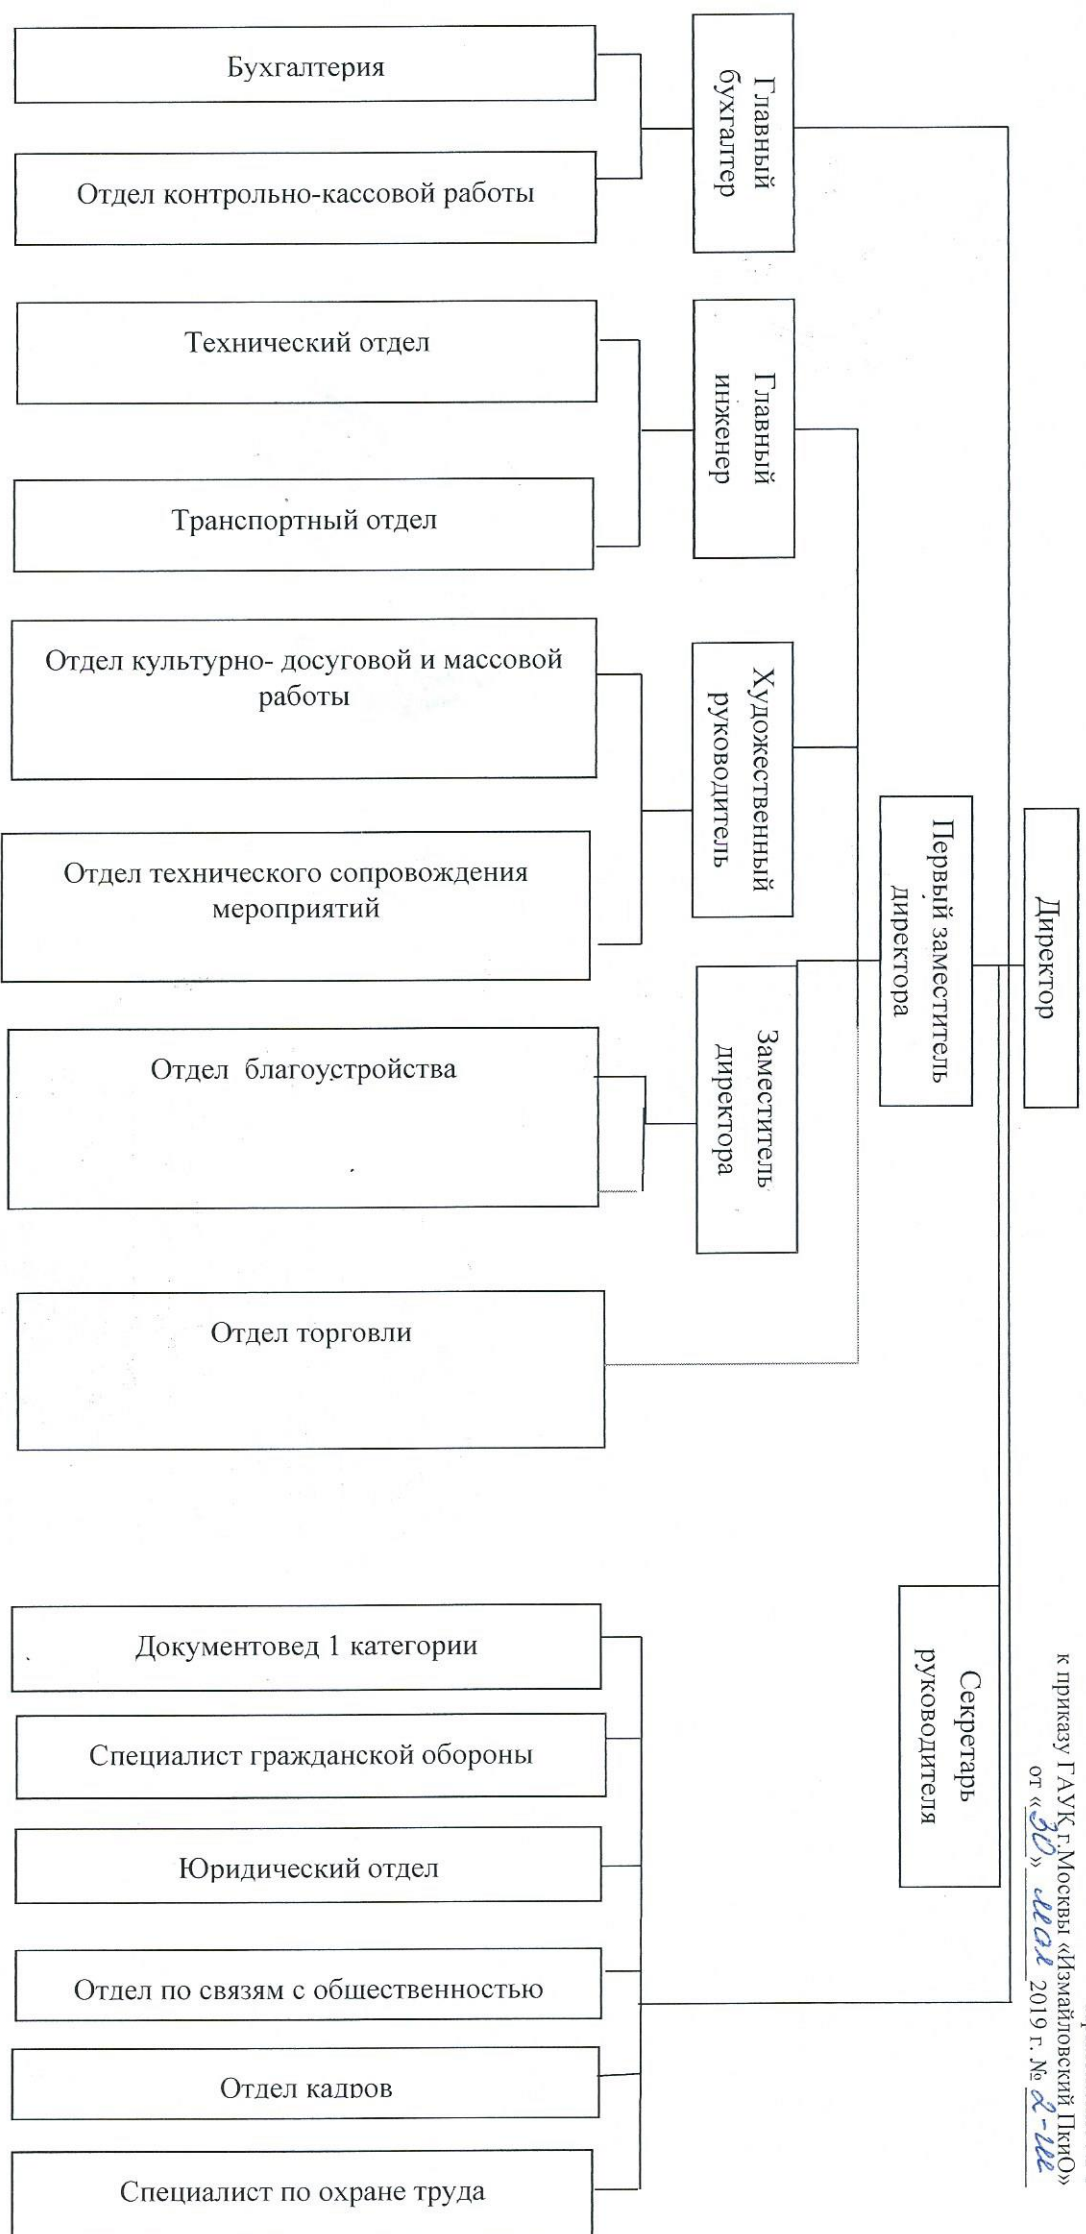 к приказу ГАУК г.Москвы «Измайловский ПкиО»
от «30» мая 2019 г. № 2-ше
Директор
Первый заместитель
директора
Секретарь
руководителя
Главный
бухгалтер
Главный
инженер
Художественный
руководитель
Заместитель
директора
Бухгалтерия
Отдел контрольно-кассовой работы
Технический отдел
Транспортный отдел
Отдел культурно- досуговой и массовой
работы
Отдел технического сопровождения
мероприятий
Отдел благоустройства
Отдел торговли
Документовед 1 категории
Специалист гражданской обороны
Юридический отдел
Отдел по связям с общественностью
Отдел кадров
Специалист по охране труда